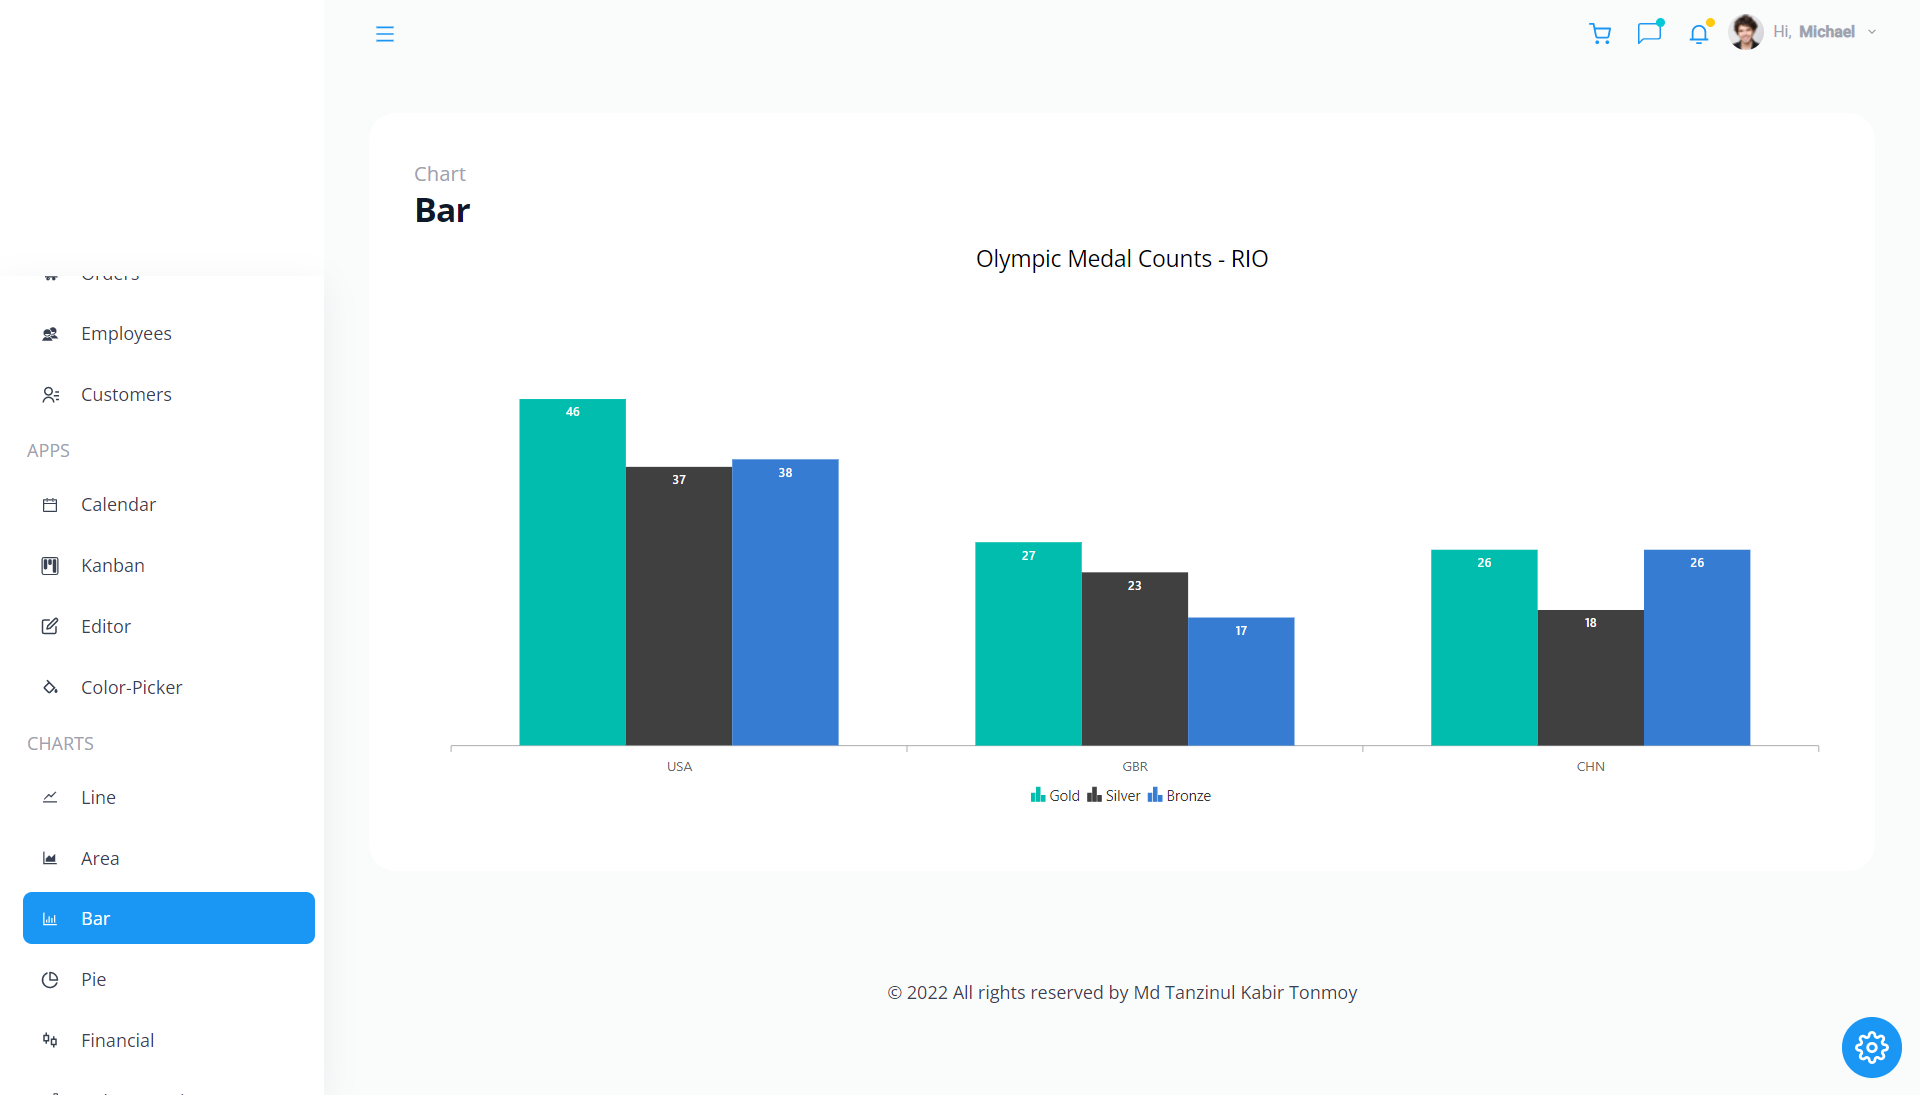 Hi, Michael
Orders
Employees
Customers
APPS
Calendar
Kanban
Editor
Color-Picker
CHARTS
Line
Area
Bar
Pie
Financial
Chart
Bar
Olympic Medal Counts - RIO
46
37
38
27
23
17
26
18
26
USA
GBR
CHN
Gold Silver Bronze
© 2022 All rights reserved by Md Tanzinul Kabir Tonmoy